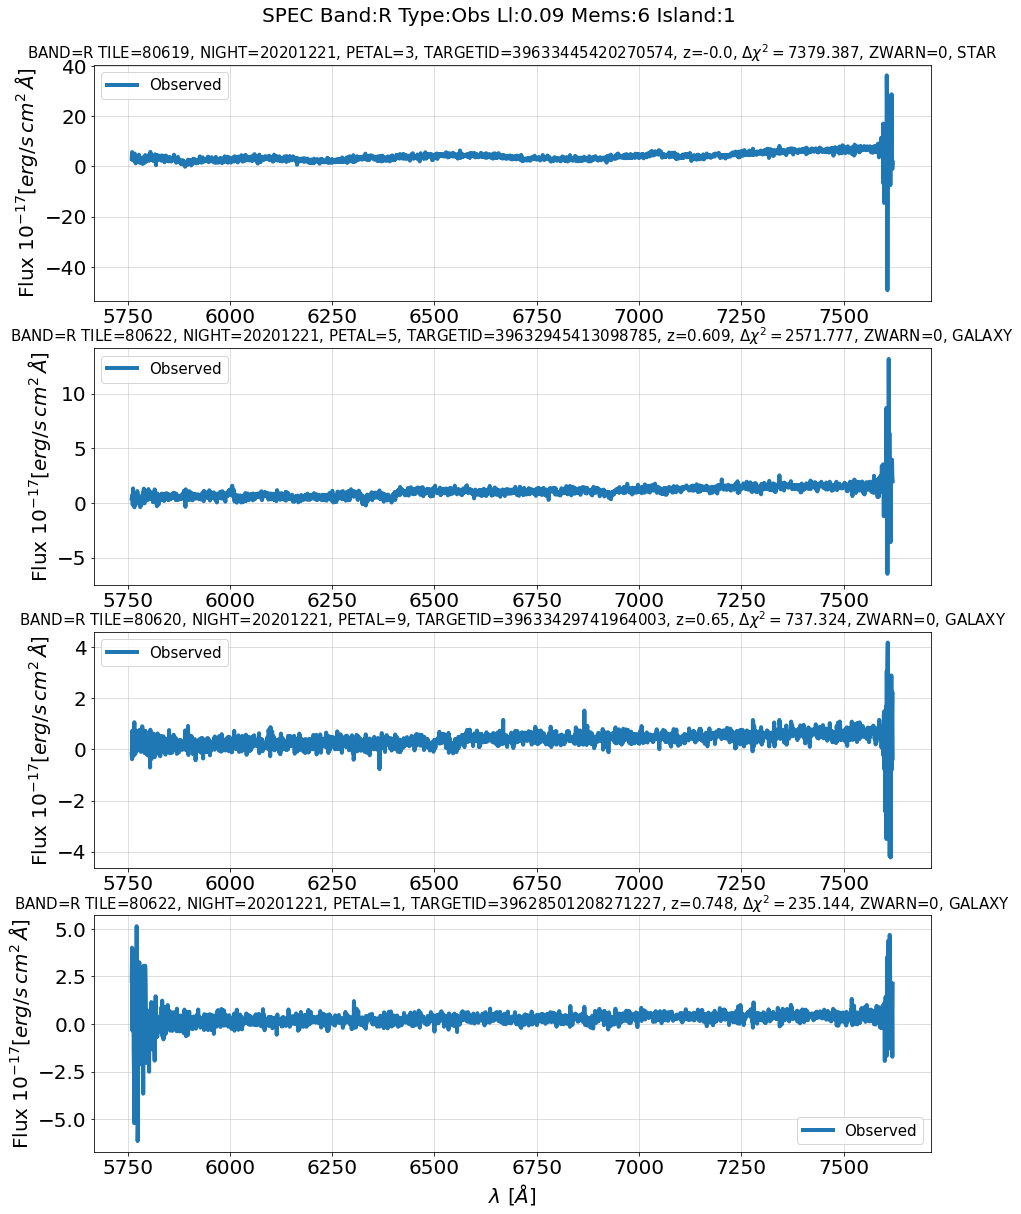 SPEC Band:R Type:Obs Ll:0.09 Mems:6 Island:1
BAND=R TILE=80619, NIGHT=20201221, PETAL=3, TARGETID=39633445420270574, z=-0.0, Δχ² = 7379.387, ZWARN=0, STAR
Observed
Flux 10⁻¹⁷[erg/s cm² Å]
40
20
0
−20
−40
5750 6000 6250 6500 6750 7000 7250 7500
BAND=R TILE=80622, NIGHT=20201221, PETAL=5, TARGETID=39632945413098785, z=0.609, Δχ² = 2571.777, ZWARN=0, GALAXY
Observed
Flux 10⁻¹⁷[erg/s cm² Å]
10
5
0
−5
5750 6000 6250 6500 6750 7000 7250 7500
BAND=R TILE=80620, NIGHT=20201221, PETAL=9, TARGETID=39633429741964003, z=0.65, Δχ² = 737.324, ZWARN=0, GALAXY
Observed
Flux 10⁻¹⁷[erg/s cm² Å]
4
2
0
−2
−4
5750 6000 6250 6500 6750 7000 7250 7500
BAND=R TILE=80622, NIGHT=20201221, PETAL=1, TARGETID=39628501208271227, z=0.748, Δχ² = 235.144, ZWARN=0, GALAXY
Flux 10⁻¹⁷[erg/s cm² Å]
5.0
2.5
0.0
−2.5
−5.0
Observed
5750 6000 6250 6500 6750 7000 7250 7500
λ [Å]